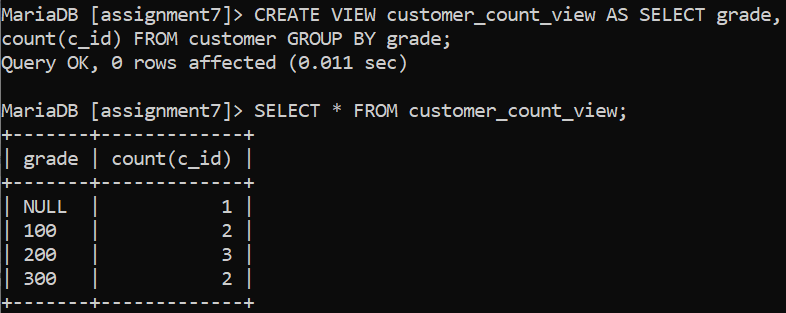 MariaDB [assignment7]> CREATE VIEW customer_count_view AS SELECT grade,
count(c_id) FROM customer GROUP BY grade;
Query OK, 0 rows affected (0.011 sec)

MariaDB [assignment7]> SELECT * FROM customer_count_view;
+-------+-------------+
| grade | count(c_id) |
+-------+-------------+
| NULL  |           1 |
| 100   |           2 |
| 200   |           3 |
| 300   |           2 |
+-------+-------------+